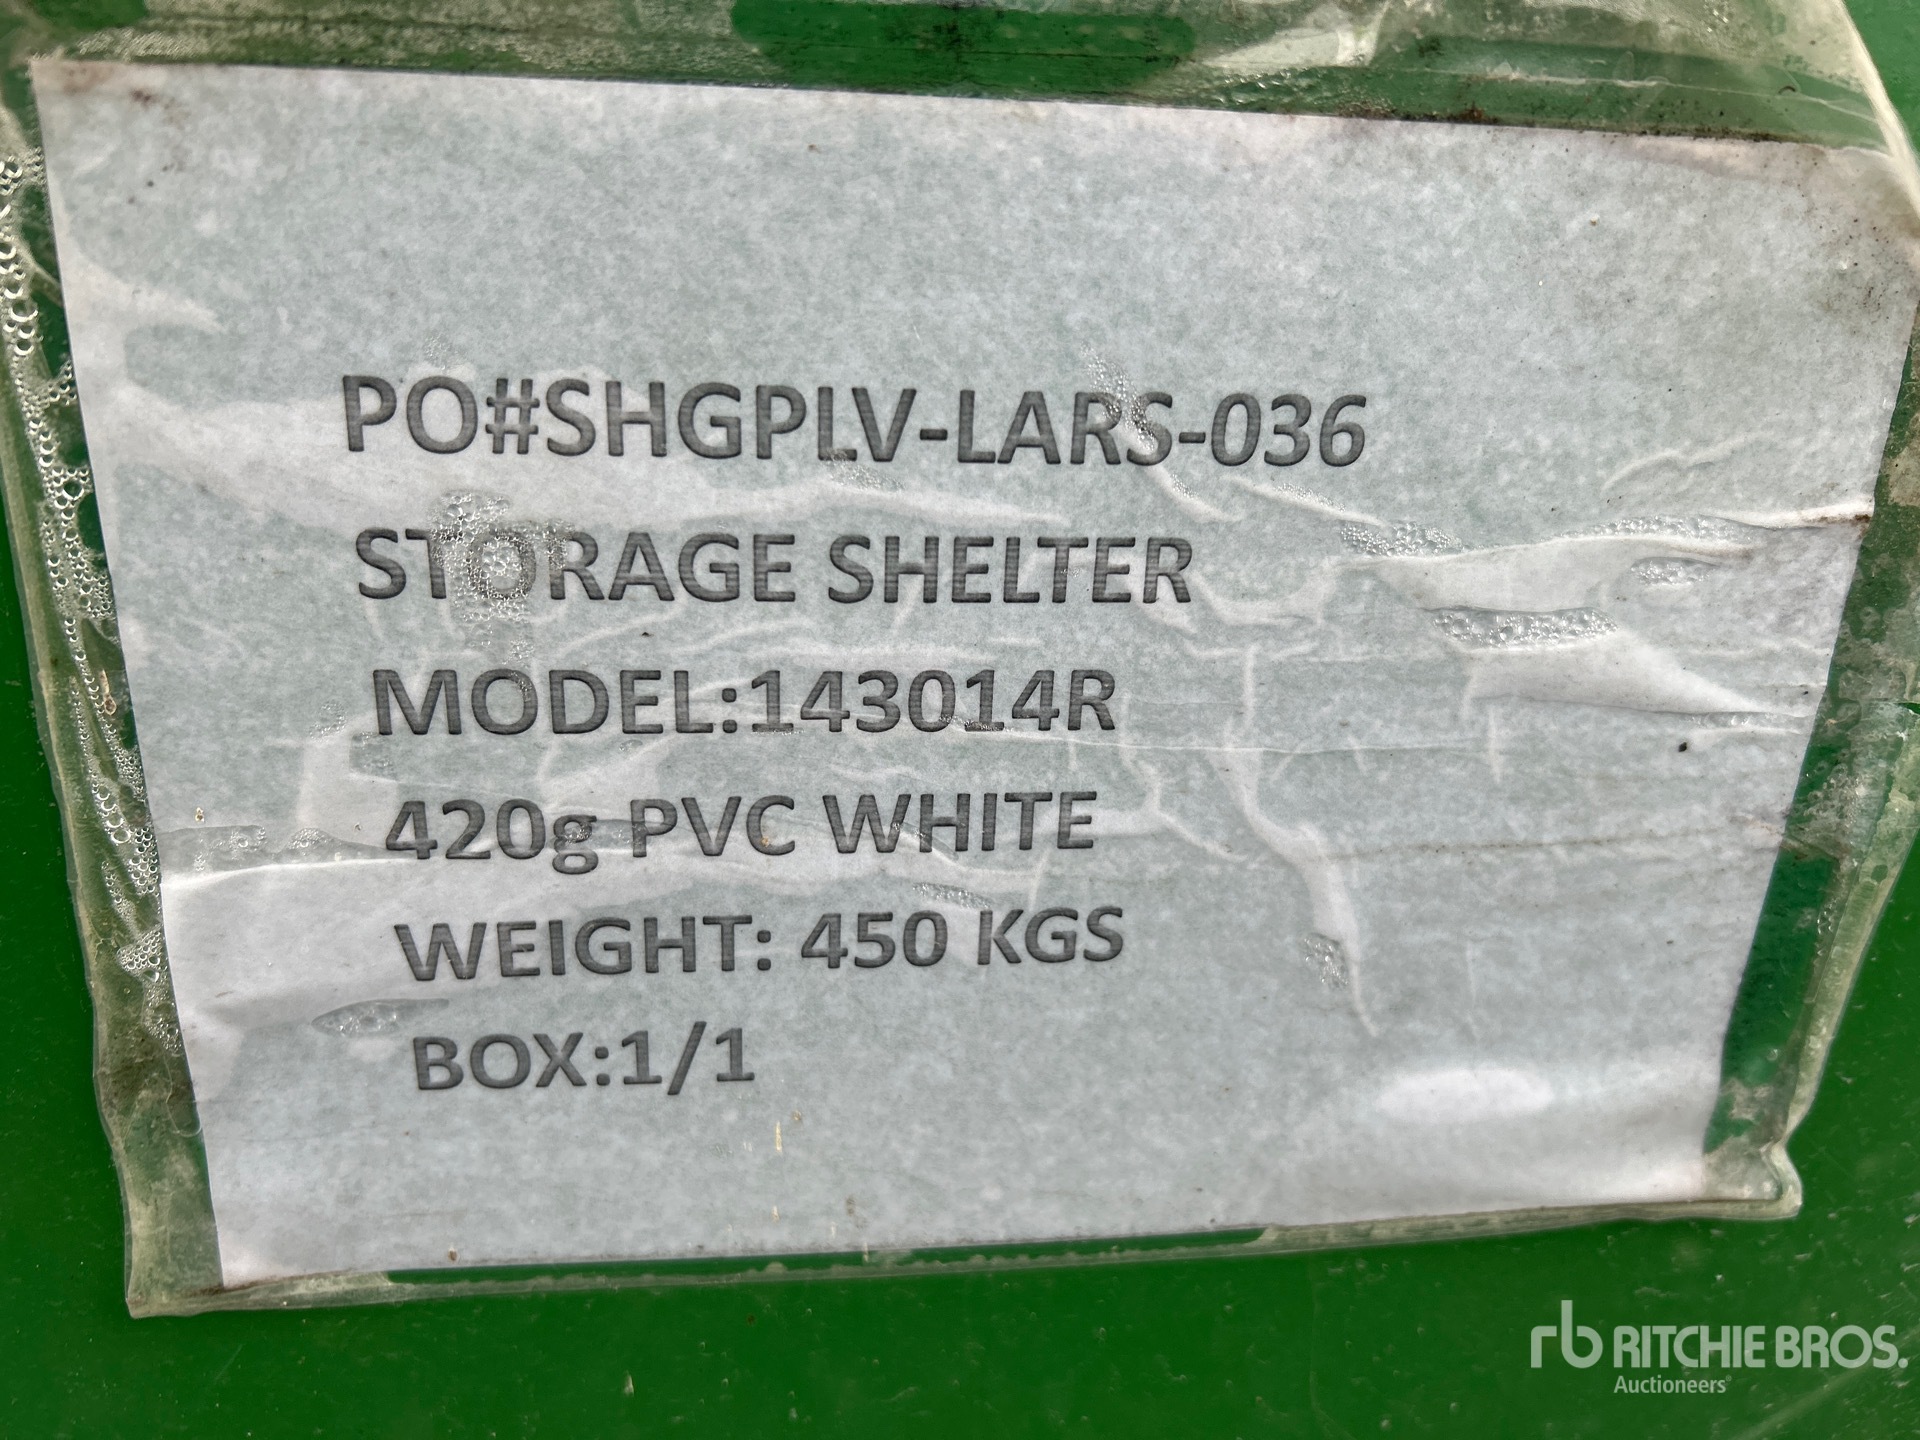 PO#SHGPLV-LARS-036
STORAGE SHELTER
MODEL:143014R
420g PVC WHITE
WEIGHT: 450 KGS
BOX:1/1
rb RITCHIE BROS.
Auctioneers